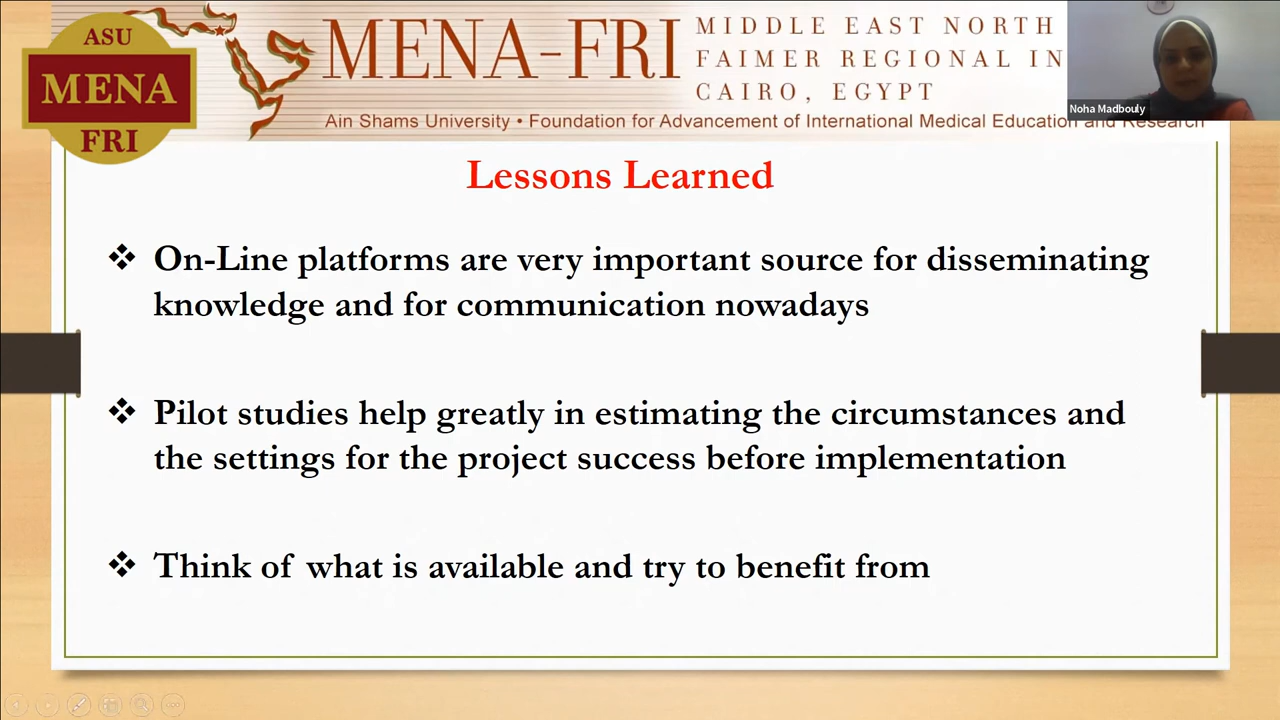 ASU
MENA
FRI
MENA-FRI
MIDDLE EAST NORTH
FAIMER REGIONAL IN
CAIRO, EGYPT
Ain Shams University • Foundation for Advancement of International Medical Education and Research
Noha Madbouly
Lessons Learned
❖ On-Line platforms are very important source for disseminating
knowledge and for communication nowadays
❖ Pilot studies help greatly in estimating the circumstances and
the settings for the project success before implementation
❖ Think of what is available and try to benefit from